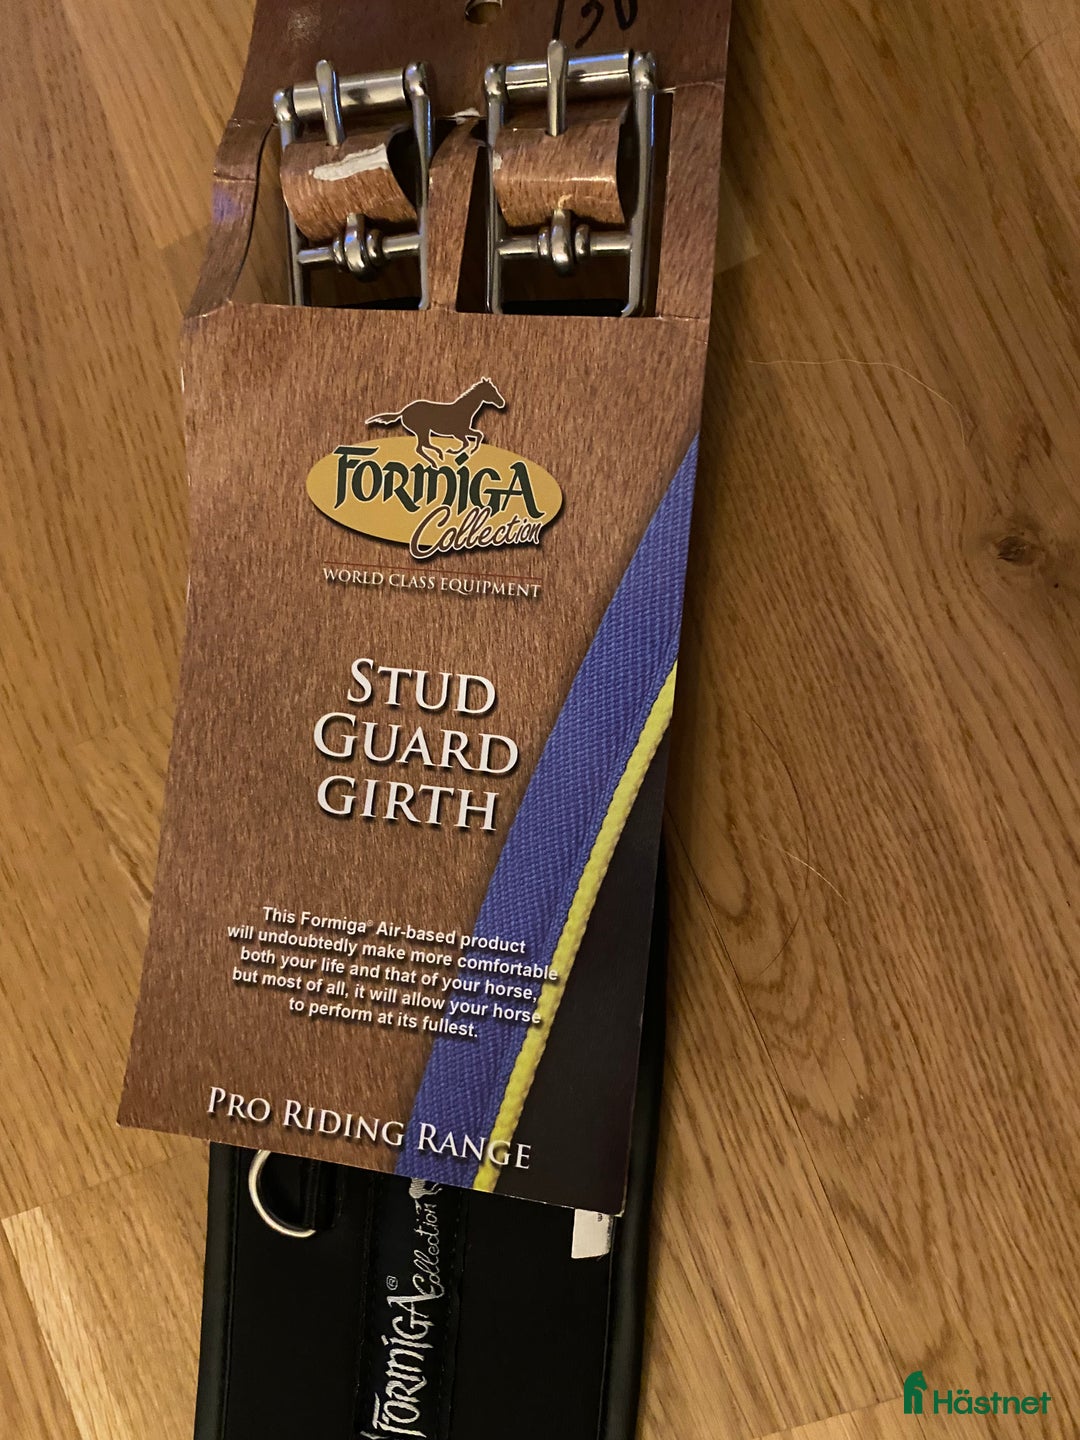 FORMIGA
Collection
WORLD CLASS EQUIPMENT
STUD
GUARD
GIRTH
This Formiga® Air-based product
will undoubtedly make more comfortable
both your life and that of your horse,
but most of all, it will allow your horse
to perform at its fullest.
PRO RIDING RANGE
FORMIGA® Collection
Hästnet